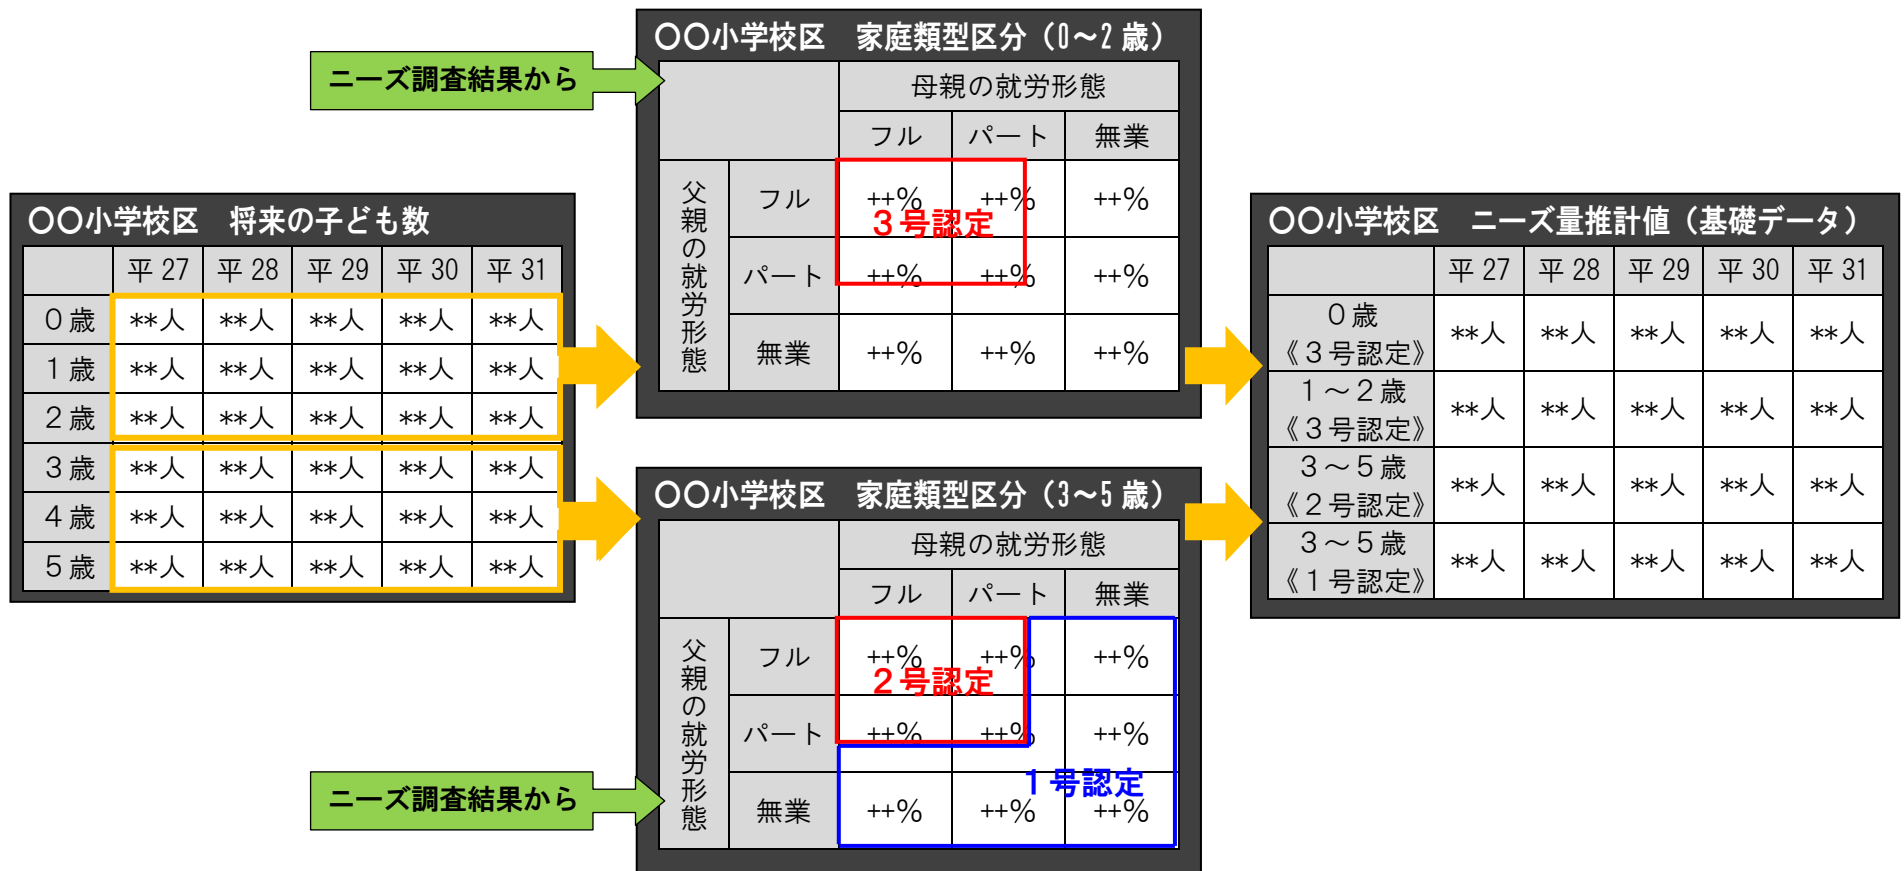 〇〇小学校区　家庭類型区分（0～2歳）
ニーズ調査結果から
母親の就労形態
フル　パート　無業
父親の就労形態
フル　++%　++%　++%
3号認定
パート　++%　++%　++%
無業　++%　++%　++%
〇〇小学校区　将来の子ども数
平27　平28　平29　平30　平31
０歳　**人　**人　**人　**人　**人
１歳　**人　**人　**人　**人　**人
２歳　**人　**人　**人　**人　**人
３歳　**人　**人　**人　**人　**人
４歳　**人　**人　**人　**人　**人
５歳　**人　**人　**人　**人　**人
〇〇小学校区　家庭類型区分（3～5歳）
母親の就労形態
フル　パート　無業
父親の就労形態
フル　++%　++%　++%
２号認定
パート　++%　++%　++%
１号認定
無業　++%　++%　++%
ニーズ調査結果から
〇〇小学校区　ニーズ量推計値（基礎データ）
平27　平28　平29　平30　平31
０歳
《３号認定》　**人　**人　**人　**人　**人
１～２歳
《３号認定》　**人　**人　**人　**人　**人
３～５歳
《２号認定》　**人　**人　**人　**人　**人
３～５歳
《１号認定》　**人　**人　**人　**人　**人